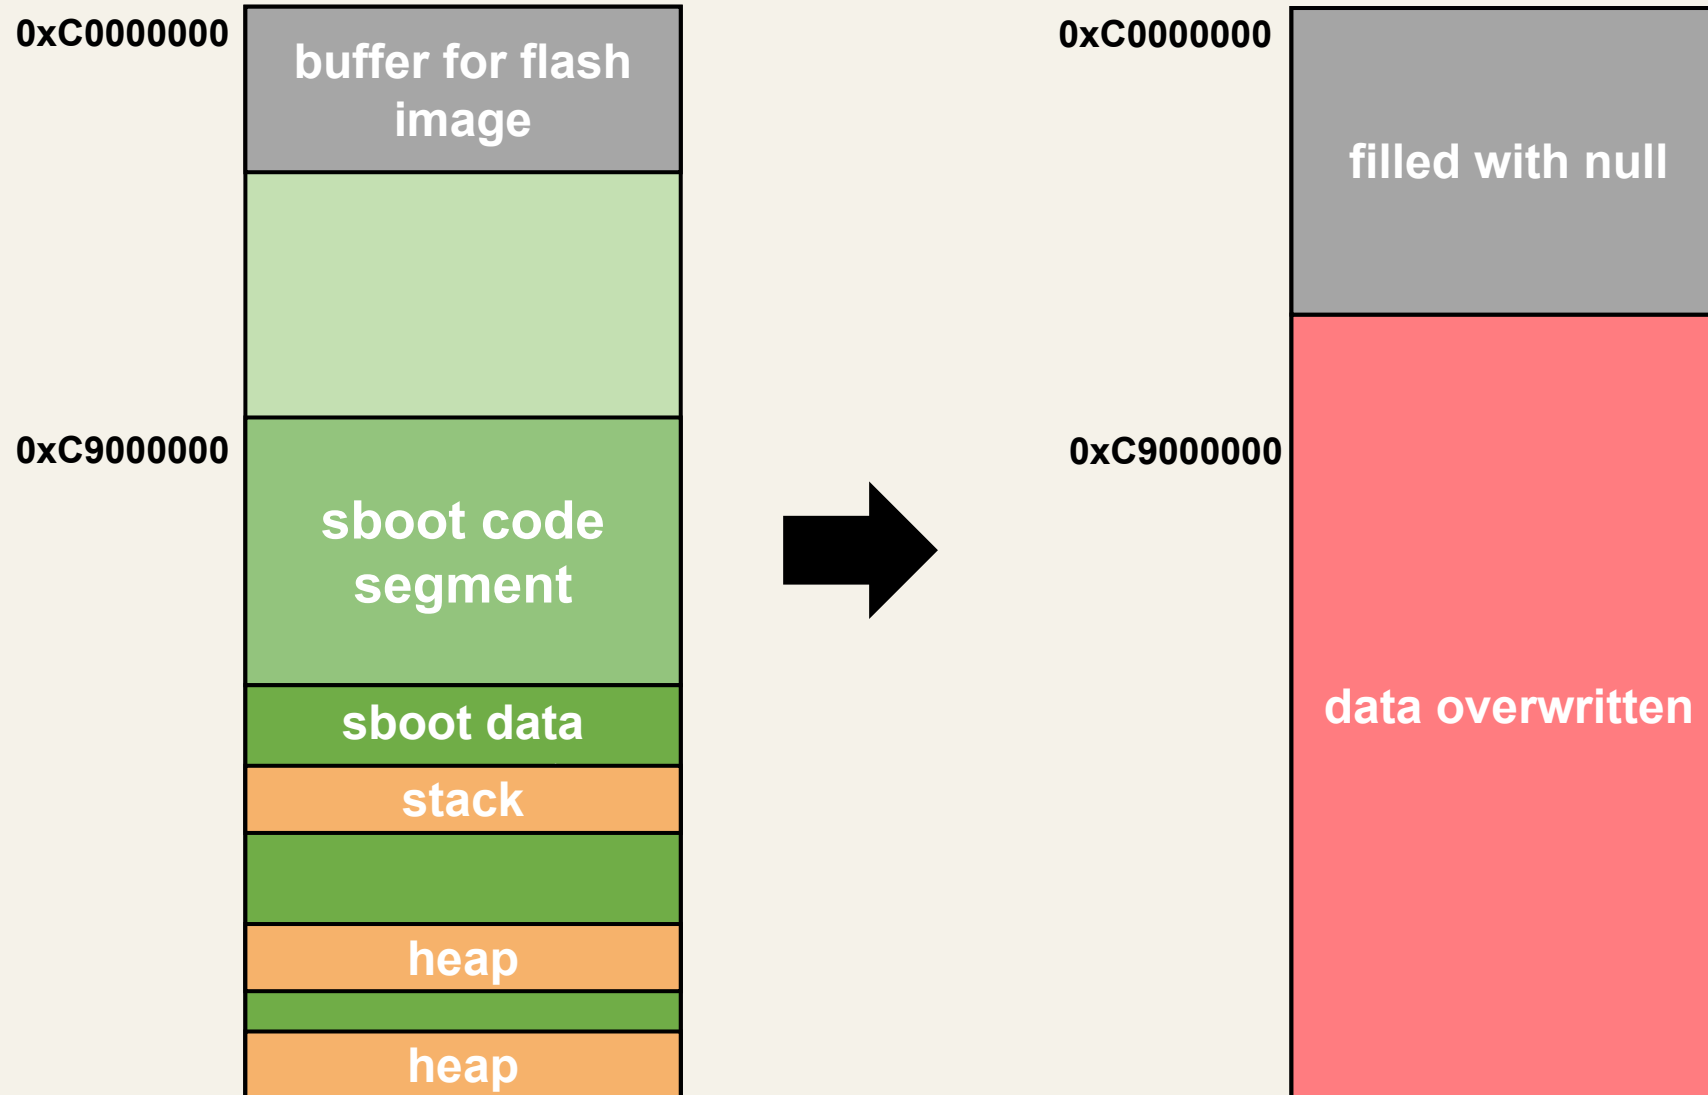 0xC0000000
buffer for flash
image
0xC9000000
sboot code
segment
sboot data
stack
heap
heap
0xC0000000
filled with null
0xC9000000
data overwritten